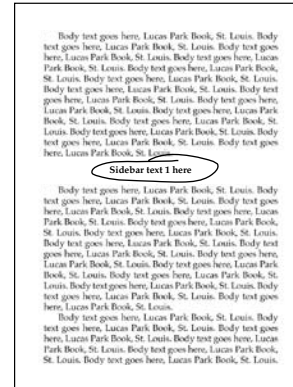 Body text goes here, Lucas Park Book, St. Louis. Body
text goes here, Lucas Park Book, St. Louis. Body text goes
here, Lucas Park Book, St. Louis. Body text goes here, Lucas
Park Book, St. Louis. Body text goes here, Lucas Park Book,
St. Louis. Body text goes here, Lucas Park Book, St. Louis.
Body text goes here, Lucas Park Book, St. Louis. Body text
goes here, Lucas Park Book, St. Louis. Body text goes here,
Lucas Park Book, St. Louis. Body text goes here, Lucas Park
Book, St. Louis. Body text goes here, Lucas Park Book, St.
Louis. Body text goes here, Lucas Park Book, St. Louis. Body
text goes here, Lucas Park Book, St. Louis. Body text goes
here, Lucas Park Book, St. Louis.
Sidebar text 1 here
Body text goes here, Lucas Park Book, St. Louis. Body
text goes here, Lucas Park Book, St. Louis. Body text goes
here, Lucas Park Book, St. Louis. Body text goes here, Lucas
Park Book, St. Louis. Body text goes here, Lucas Park Book,
St. Louis. Body text goes here, Lucas Park Book, St. Louis.
Body text goes here, Lucas Park Book, St. Louis. Body text
goes here, Lucas Park Book, St. Louis. Body text goes here,
Lucas Park Book, St. Louis. Body text goes here, Lucas Park
Book, St. Louis. Body text goes here, Lucas Park Book, St.
Louis. Body text goes here, Lucas Park Book, St. Louis. Body
text goes here, Lucas Park Book, St. Louis. Body text goes
here, Lucas Park Book, St. Louis.
Body text goes here, Lucas Park Book, St. Louis. Body
text goes here, Lucas Park Book, St. Louis. Body text goes
here, Lucas Park Book, St. Louis. Body text goes here, Lucas
Park Book, St. Louis. Body text goes here, Lucas Park Book,
St. Louis. Body text goes here, Lucas Park Book, St. Louis.